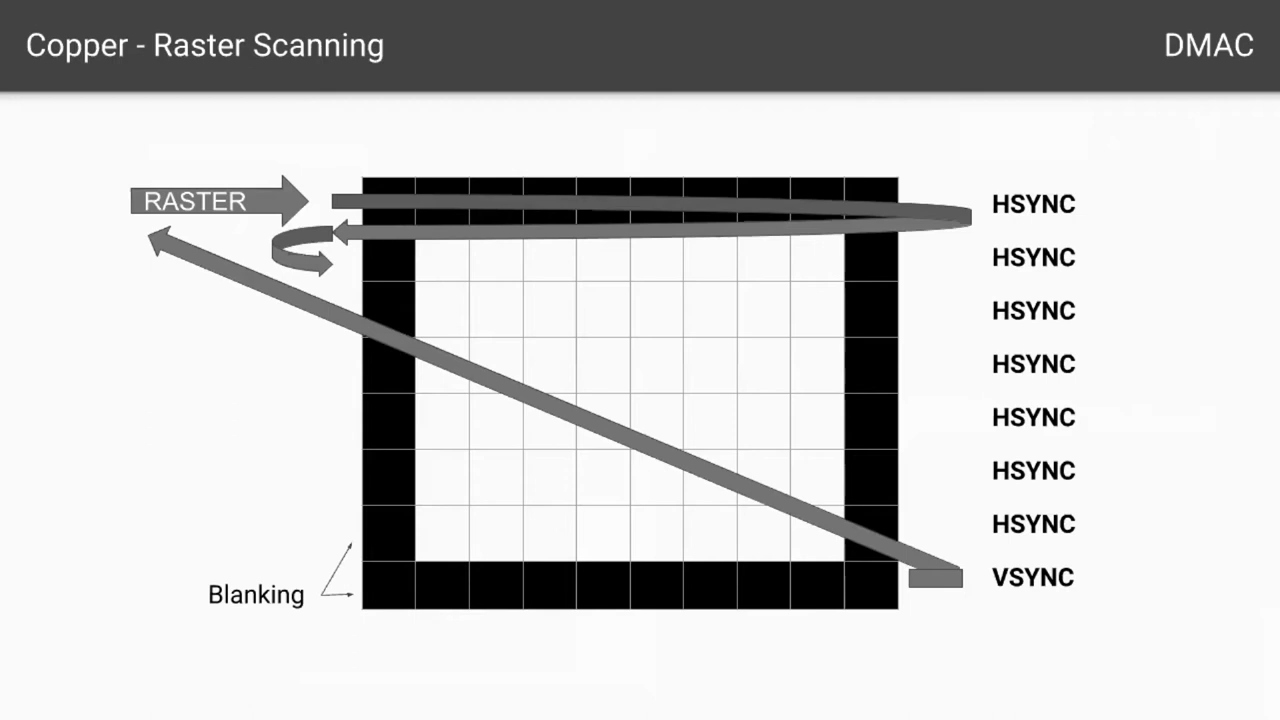 Copper - Raster Scanning
DMAC
RASTER
HSYNC
HSYNC
HSYNC
HSYNC
HSYNC
HSYNC
HSYNC
VSYNC
Blanking